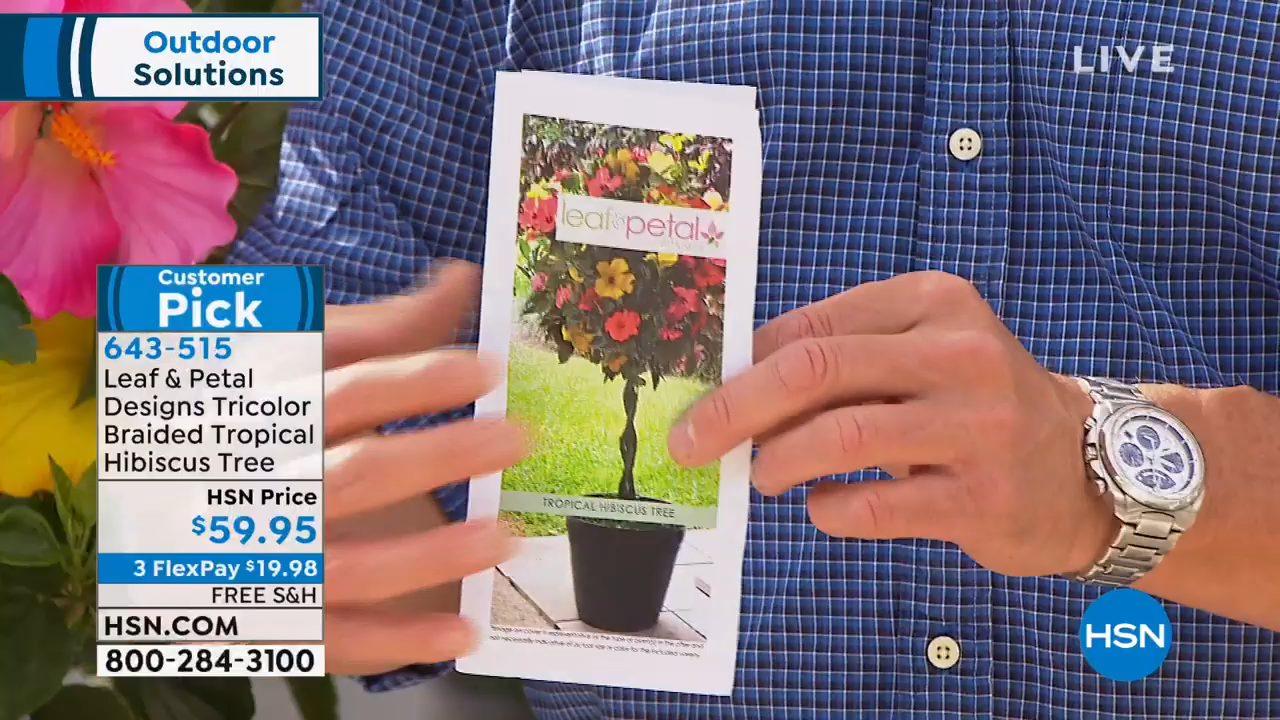 Outdoor
Solutions
LIVE
leaf & petal
Customer
Pick
643-515
Leaf & Petal
Designs Tricolor
Braided Tropical
Hibiscus Tree
HSN Price
$59.95
3 FlexPay $19.98
FREE S&H
HSN.COM
800-284-3100
TROPICAL HIBISCUS TREE
HSN